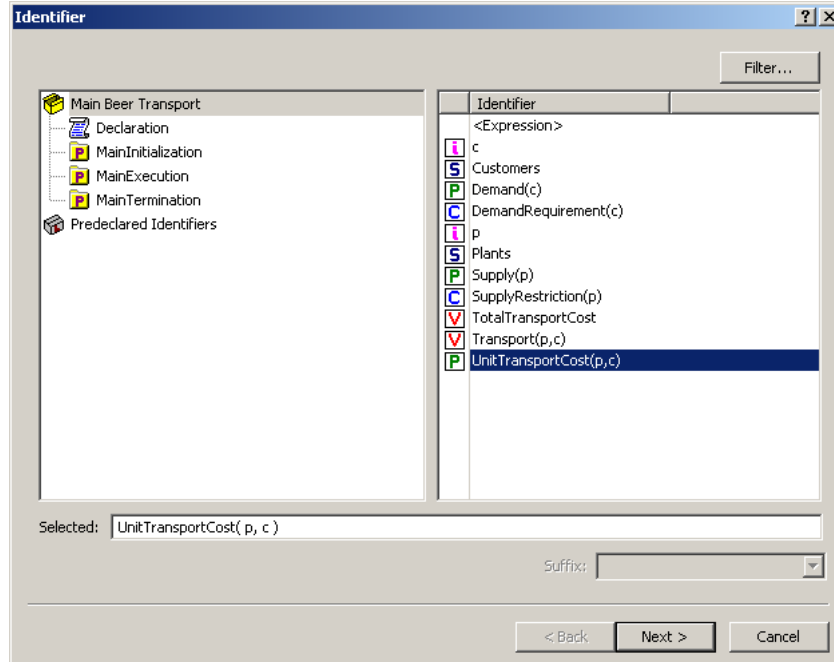 Identifier
Filter...
Main Beer Transport
Declaration
P MainInitialization
P MainExecution
P MainTermination
Predeclared Identifiers
Identifier
<Expression>
i c
S Customers
P Demand(c)
C DemandRequirement(c)
i p
S Plants
P Supply(p)
C SupplyRestriction(p)
V TotalTransportCost
V Transport(p,c)
P UnitTransportCost(p,c)
Selected: UnitTransportCost( p, c )
Suffix:
< Back Next > Cancel